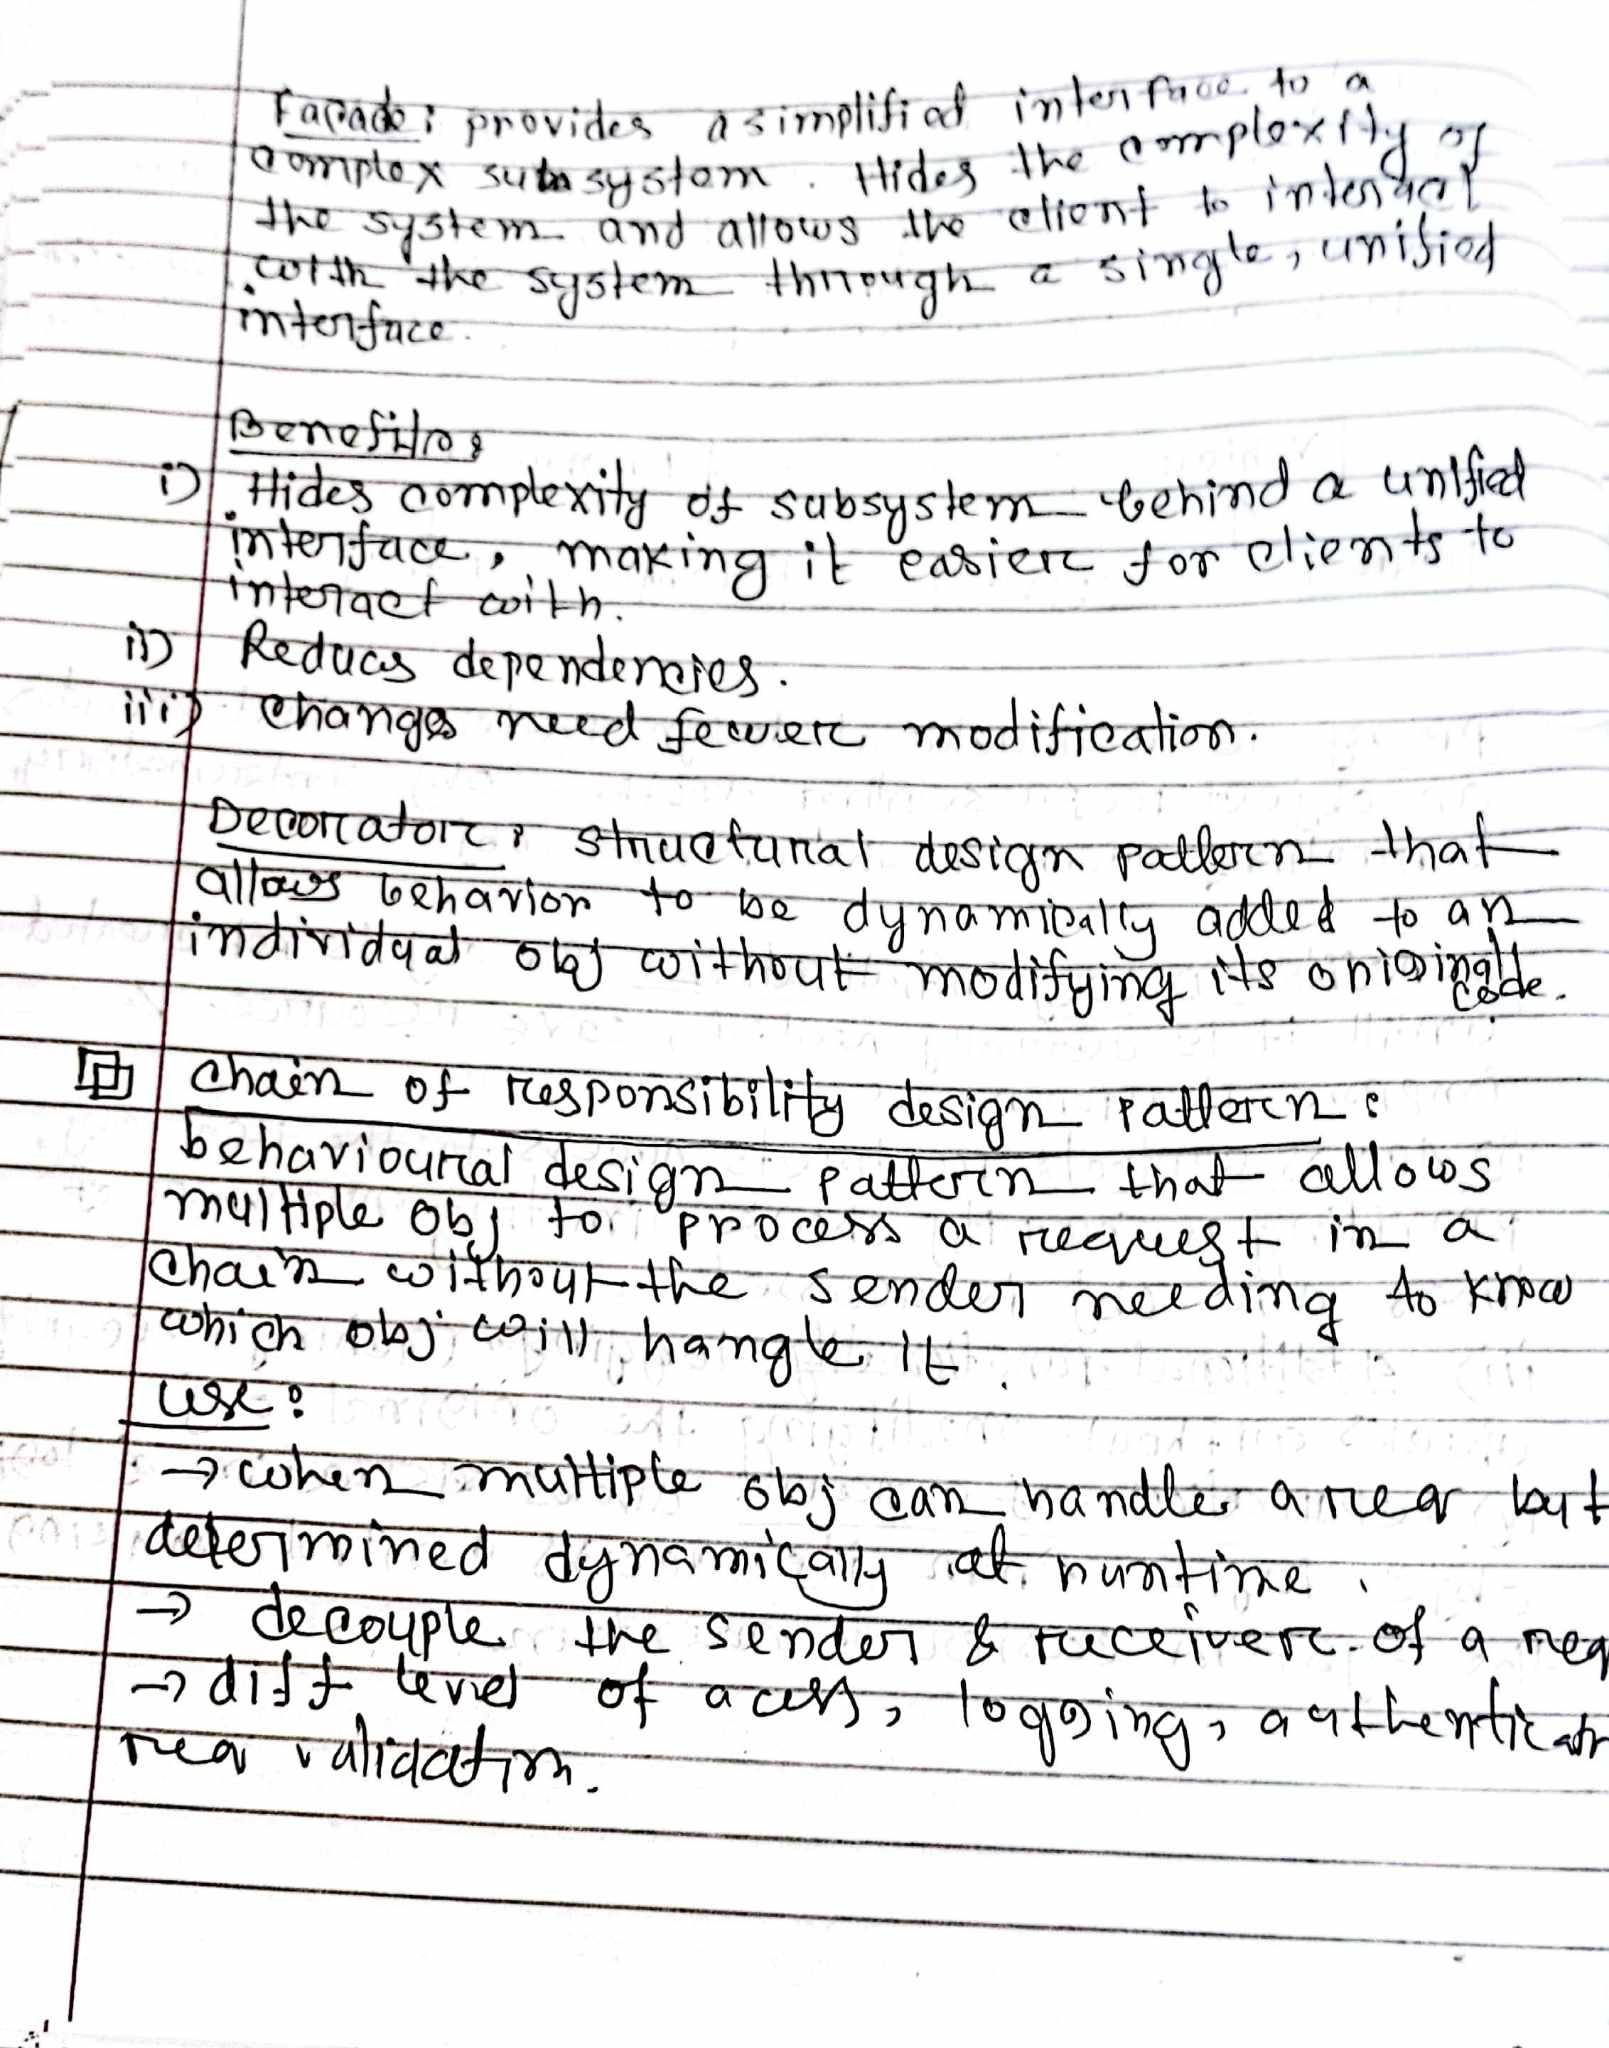 Facade: provides a simplified interface to a
complex subsystem. Hides the complexity of
the system and allows the client to interact
with the system through a single, unified
interface.
Benefits:
i) Hides complexity of subsystem behind a unified
interface, making it easier for clients to
interact with.
ii) Reduces dependencies.
iii) changes need fewer modification.
Decorator: structural design pattern that
allows behavior to be dynamically added to an
individual obj without modifying its original
code.
Chain of responsibility design pattern:
behavioural design pattern that allows
multiple obj to process a request in a
chain without the sender needing to know
which obj will hangle it.
use:
→ when multiple obj can handle a req but
determined dynamically at runtime.
→ decouple the sender & receiver of a req
→ diff level of acess, logging, authenticatn
req validatin.